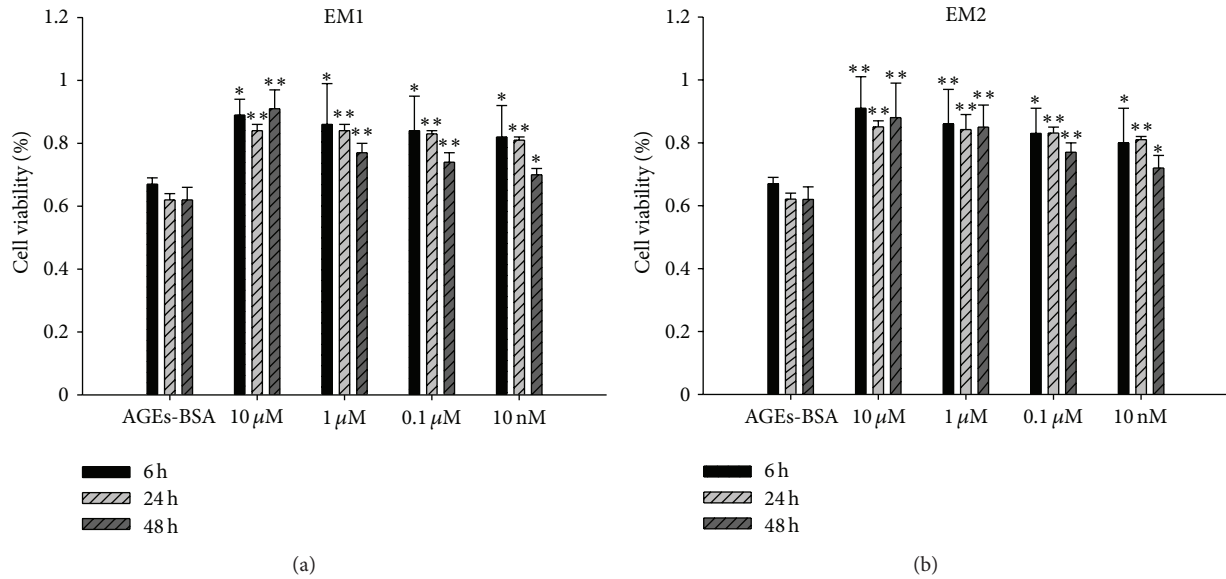 EM1
Cell viability (%)
1.2
1
0.8
0.6
0.4
0.2
0
* ** ** * ** ** * ** ** * ** *
AGEs-BSA 10 μM 1 μM 0.1 μM 10 nM
6 h
24 h
48 h
(a)
EM2
Cell viability (%)
1.2
1
0.8
0.6
0.4
0.2
0
** ** ** ** ** ** * ** ** * ** *
AGEs-BSA 10 μM 1 μM 0.1 μM 10 nM
6 h
24 h
48 h
(b)